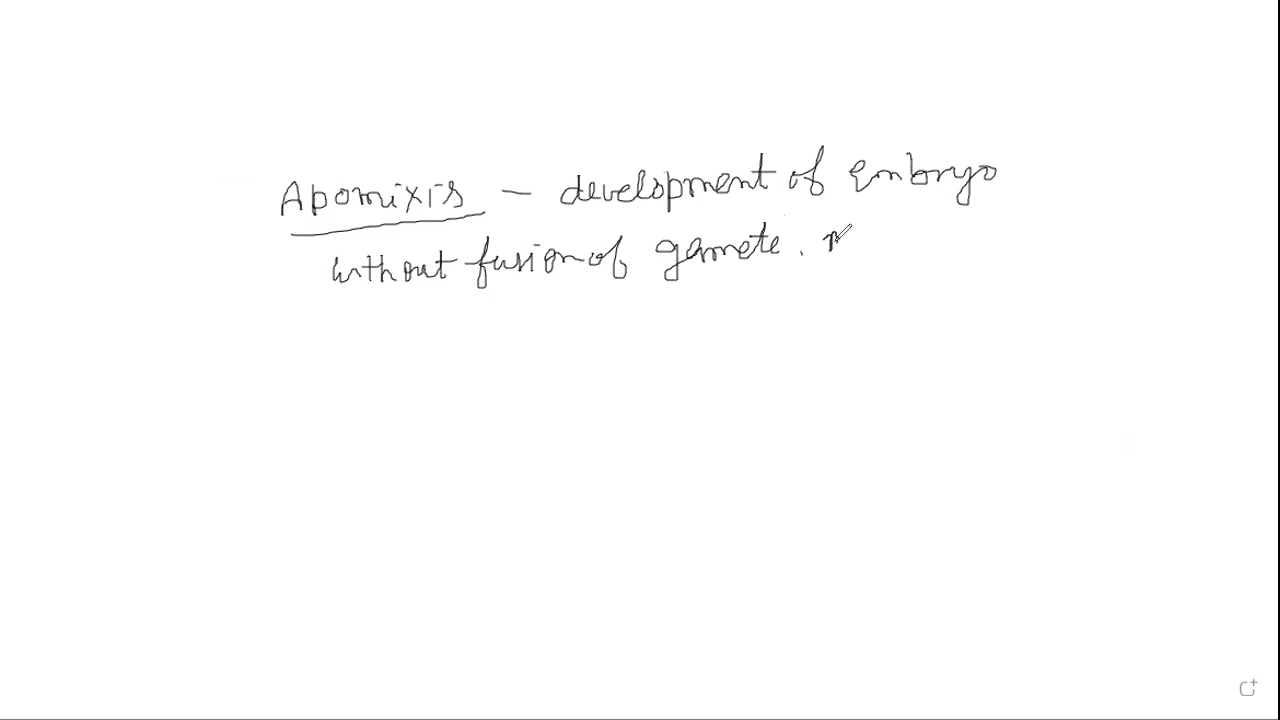 Apomixis - development of embryo
without fusion of gamete.